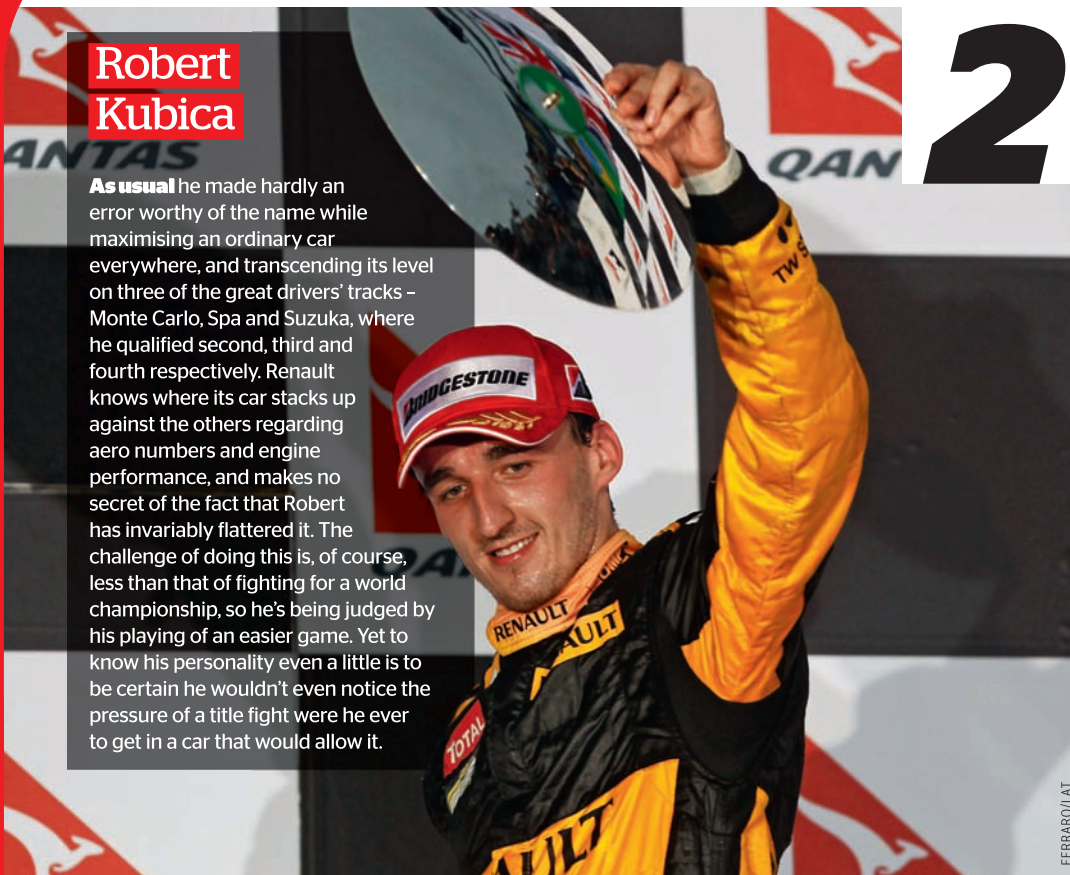 Robert
Kubica
2
ANTAS
QAN
As usual he made hardly an
error worthy of the name while
maximising an ordinary car
everywhere, and transcending its level
on three of the great drivers' tracks –
Monte Carlo, Spa and Suzuka, where
he qualified second, third and
fourth respectively. Renault
knows where its car stacks up
against the others regarding
aero numbers and engine
performance, and makes no
secret of the fact that Robert
has invariably flattered it. The
challenge of doing this is, of course,
less than that of fighting for a world
championship, so he's being judged by
his playing of an easier game. Yet to
know his personality even a little is to
be certain he wouldn't even notice the
pressure of a title fight were he ever
to get in a car that would allow it.
TW S
BRIDGESTONE
QA
RENAULT
AULT
TOTAL
AULT
FERRARO/LAT